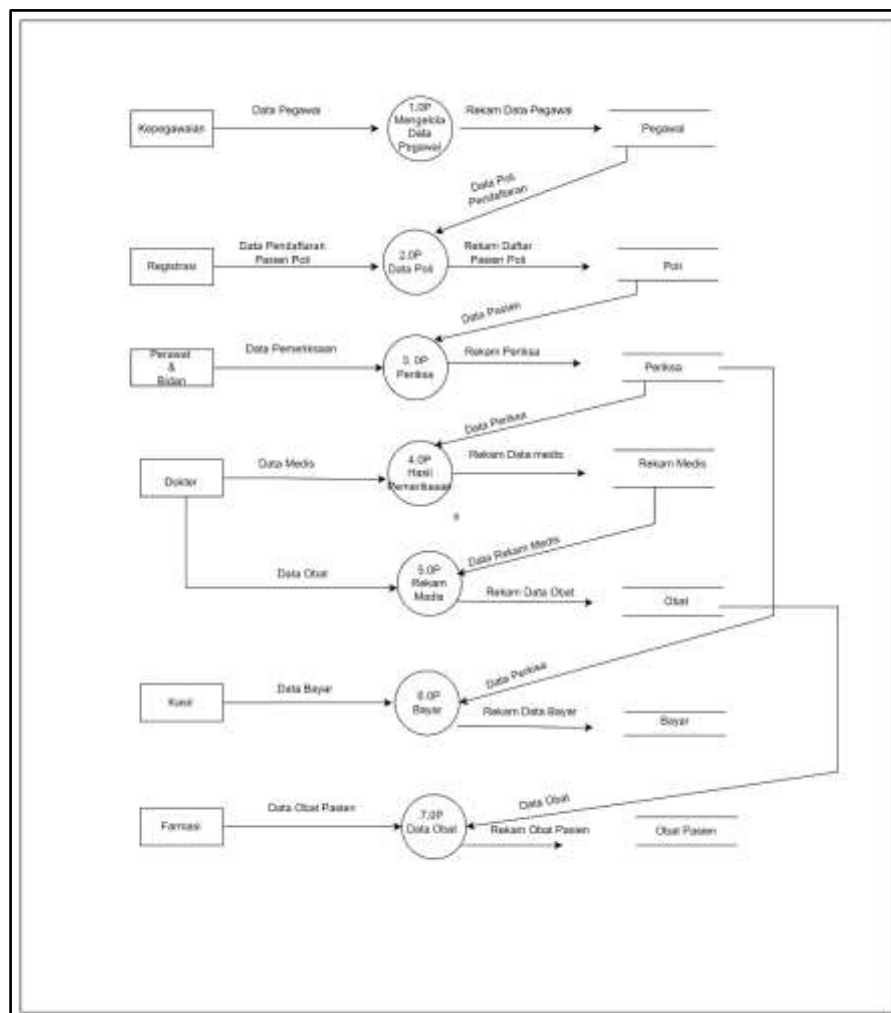 Data Pegawai
1.0P
Rekam Data Pegawai
Kepegawaian
Mengelola
Data
Pegawai
Pegawai
Data Poli
Pendaftaran
Data Pendaftaran
Pasien Poli
Rekam Daftar
Pasien Poli
Registrasi
2.0P
Data Poli
Poli
Data Pasien
Perawat
&
Bidan
Data Pemeriksaan
3. 0P
Periksa
Rekam Periksa
Periksa
Data Periksa
Dokter
Data Medis
4.0P
Hasil
Pemeriksaan
Rekam Data medis
Rekam Medis
Data Rekam Medis
Data Obat
5.0P
Rekam
Medis
Rekam Data Obat
Obat
Data Periksa
Kasir
Data Bayar
6.0P
Bayar
Rekam Data Bayar
Bayar
Data Obat
Farmasi
Data Obat Pasien
7.0P
Data Obat
Rekam Obat Pasien
Obat Pasien